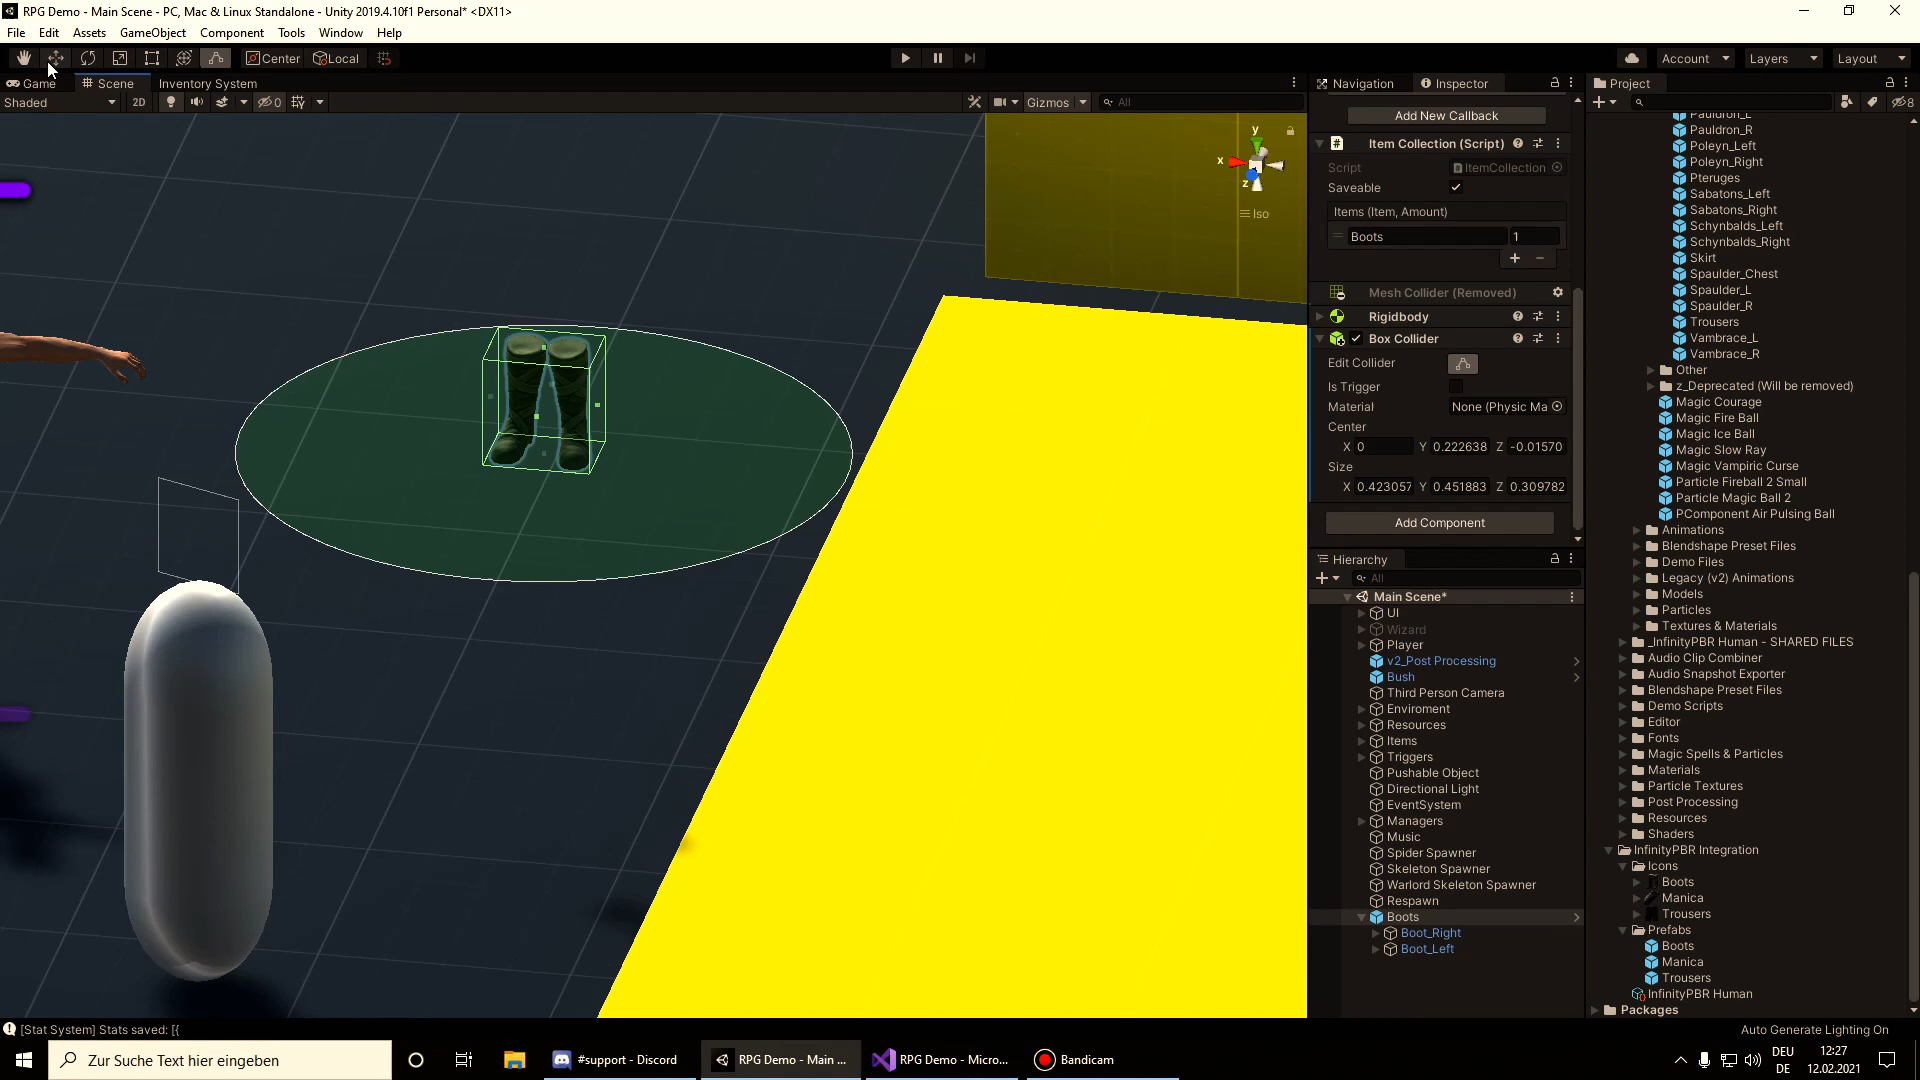 RPG Demo - Main Scene - PC, Mac & Linux Standalone - Unity 2019.4.10f1 Personal* <DX11>
File Edit Assets GameObject Component Tools Window Help
Center Local Account Layers Layout
Game Scene Inventory System
Shaded 2D 0 Gizmos All
y
x
z
Iso
Navigation Inspector
Add New Callback
Item Collection (Script)
Script ItemCollection
Saveable
Items (Item, Amount)
Boots 1
Mesh Collider (Removed)
Rigidbody
Box Collider
Edit Collider
Is Trigger
Material None (Physic Ma
Center
X 0 Y 0.222638 Z -0.01570
Size
X 0.423057 Y 0.451883 Z 0.309782
Add Component
Hierarchy
All
Main Scene*
UI
Wizard
Player
v2_Post Processing
Bush
Third Person Camera
Enviroment
Resources
Items
Triggers
Pushable Object
Directional Light
EventSystem
Managers
Music
Spider Spawner
Skeleton Spawner
Warlord Skeleton Spawner
Respawn
Boots
Boot_Right
Boot_Left
Project
8
Pauldron_L
Pauldron_R
Poleyn_Left
Poleyn_Right
Pteruges
Sabatons_Left
Sabatons_Right
Schynbalds_Left
Schynbalds_Right
Skirt
Spaulder_Chest
Spaulder_L
Spaulder_R
Trousers
Vambrace_L
Vambrace_R
Other
z_Deprecated (Will be removed)
Magic Courage
Magic Fire Ball
Magic Ice Ball
Magic Slow Ray
Magic Vampiric Curse
Particle Fireball 2 Small
Particle Magic Ball 2
PComponent Air Pulsing Ball
Animations
Blendshape Preset Files
Demo Files
Legacy (v2) Animations
Models
Particles
Textures & Materials
_InfinityPBR Human - SHARED FILES
Audio Clip Combiner
Audio Snapshot Exporter
Blendshape Preset Files
Demo Scripts
Editor
Fonts
Magic Spells & Particles
Materials
Particle Textures
Post Processing
Resources
Shaders
InfinityPBR Integration
Icons
Boots
Manica
Trousers
Prefabs
Boots
Manica
Trousers
InfinityPBR Human
Packages
[Stat System] Stats saved: [{
Auto Generate Lighting On
Zur Suche Text hier eingeben
#support - Discord
RPG Demo - Main ...
RPG Demo - Micro...
Bandicam
DEU
DE
12:27
12.02.2021